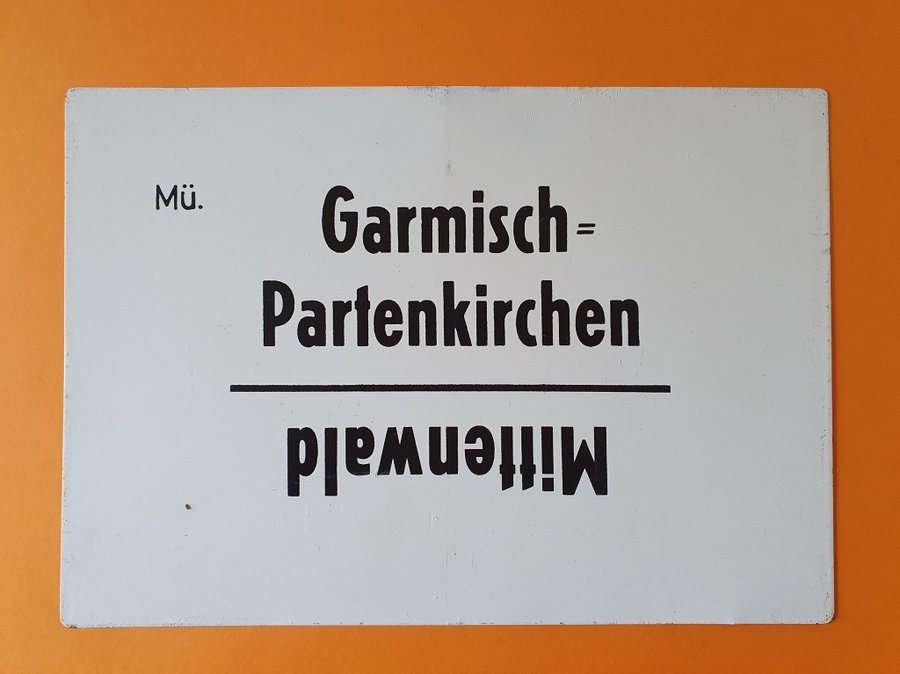 Mü.
Garmisch=
Partenkirchen
Mittenwald